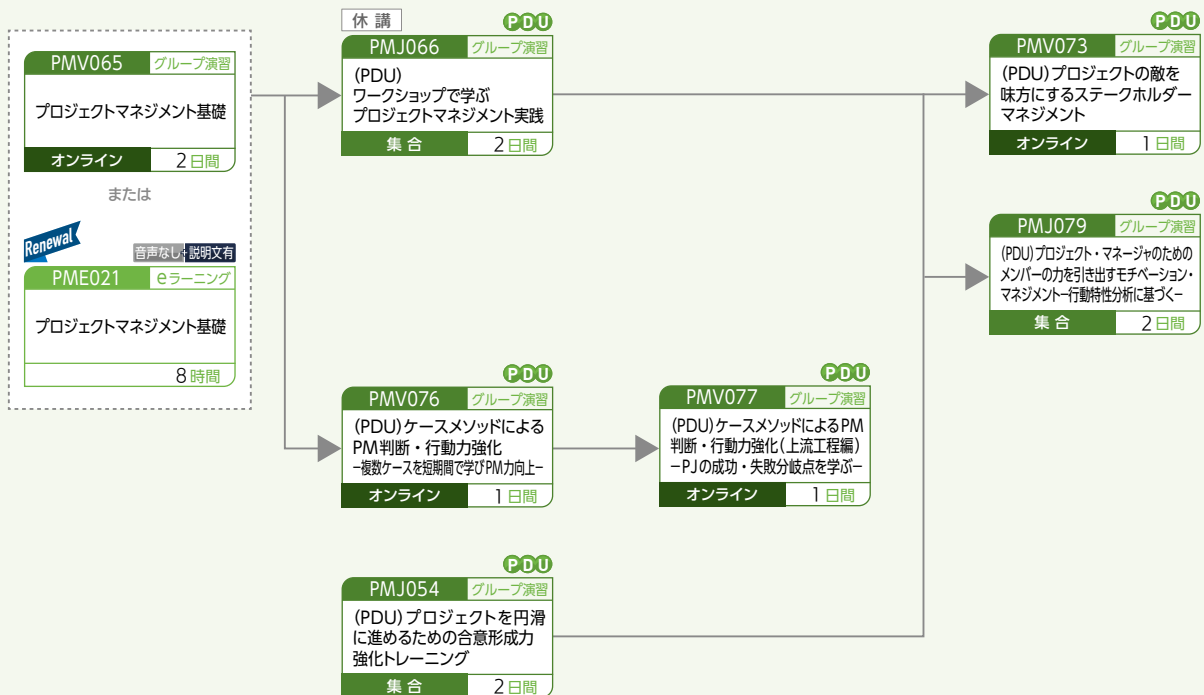 PMV065 グループ演習
プロジェクトマネジメント基礎
オンライン 2日間
または
Renewal
音声なし+説明文有
PME021 eラーニング
プロジェクトマネジメント基礎
8時間
休講 PDU
PMJ066 グループ演習
(PDU)
ワークショップで学ぶ
プロジェクトマネジメント実践
集合 2日間
PDU
PMV076 グループ演習
(PDU)ケースメソッドによる
PM判断・行動力強化
−複数ケースを短期間で学びPM力向上−
オンライン 1日間
PDU
PMV077 グループ演習
(PDU)ケースメソッドによるPM
判断・行動力強化(上流工程編)
−PJの成功・失敗分岐点を学ぶ−
オンライン 1日間
PDU
PMJ054 グループ演習
(PDU)プロジェクトを円滑
に進めるための合意形成力
強化トレーニング
集合 2日間
PDU
PMV073 グループ演習
(PDU)プロジェクトの敵を
味方にするステークホルダー
マネジメント
オンライン 1日間
PDU
PMJ079 グループ演習
(PDU)プロジェクト・マネージャのための
メンバーの力を引き出すモチベーション・
マネジメント−行動特性分析に基づく−
集合 2日間